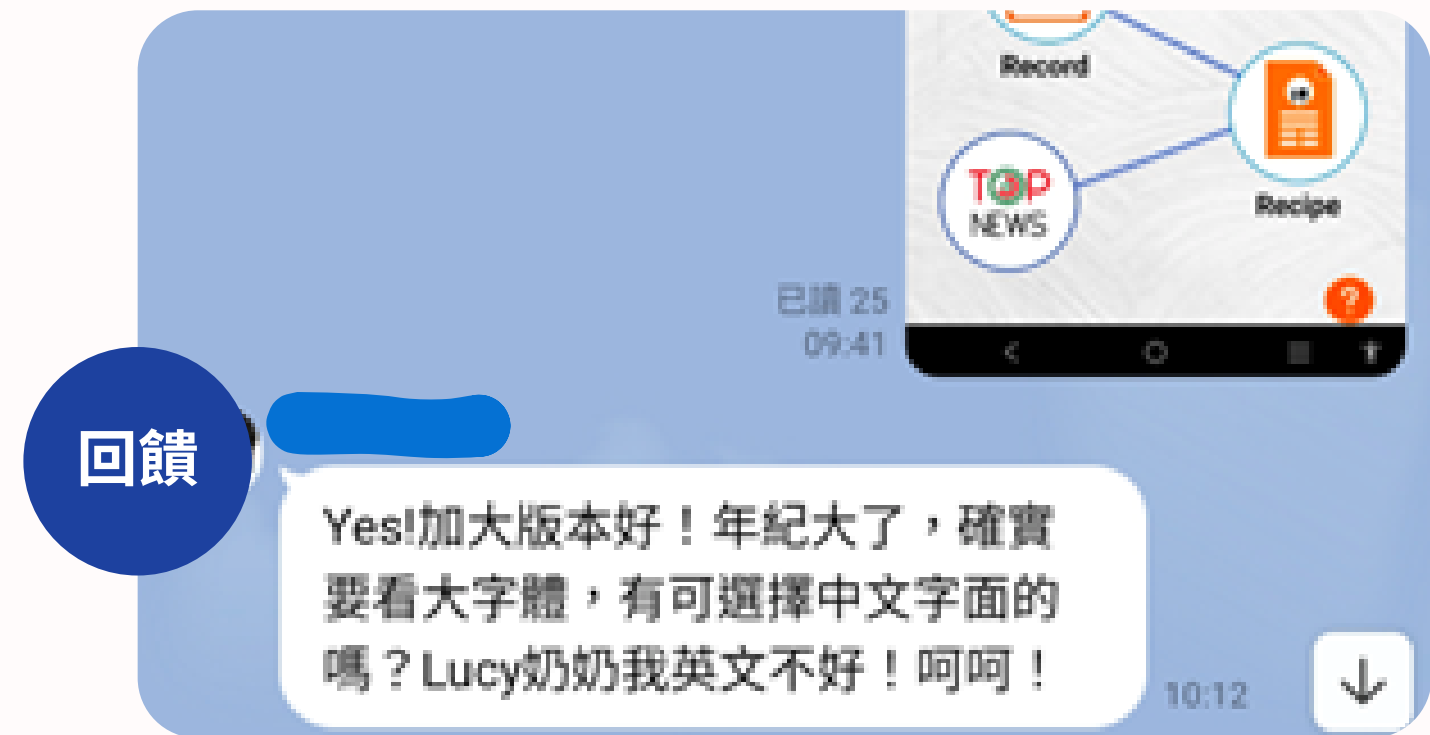 Record
TOP
NEWS
Recipe
?
已讀 25
09:41
回饋
Yes!加大版本好！年紀大了，確實
要看大字體，有可選擇中文字面的
嗎？Lucy奶奶我英文不好！呵呵！
10:12